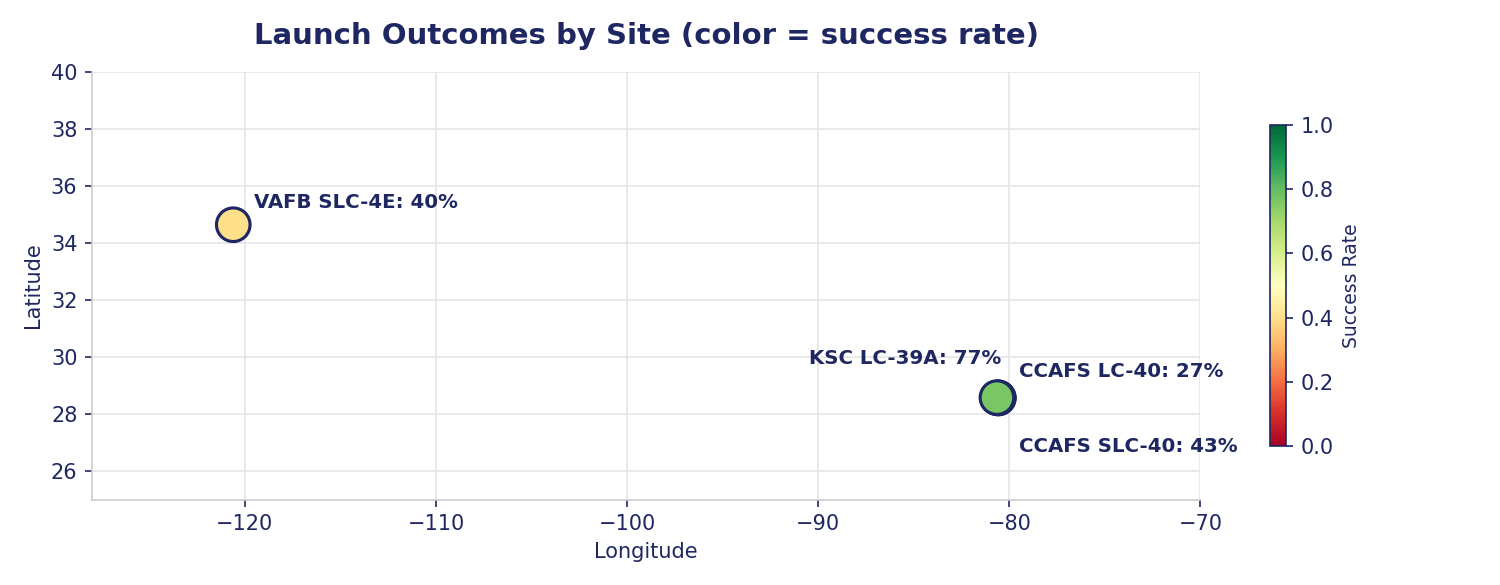 Launch Outcomes by Site (color = success rate)
40
38
36
34
32
30
28
26
Latitude
VAFB SLC-4E: 40%
KSC LC-39A: 77%
CCAFS LC-40: 27%
CCAFS SLC-40: 43%
−120
−110
−100
−90
−80
−70
Longitude
1.0
0.8
0.6
0.4
0.2
0.0
Success Rate